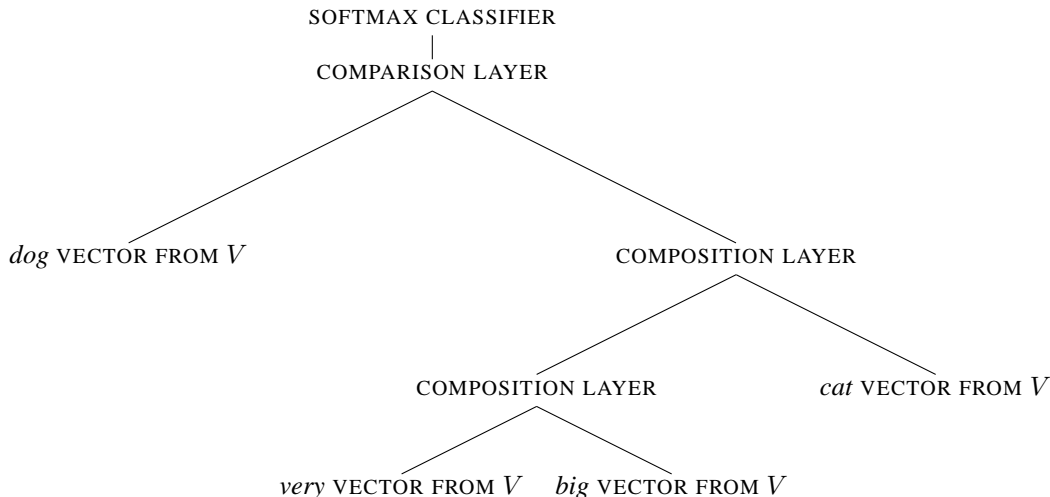 SOFTMAX CLASSIFIER
COMPARISON LAYER
dog VECTOR FROM V
COMPOSITION LAYER
COMPOSITION LAYER
cat VECTOR FROM V
very VECTOR FROM V
big VECTOR FROM V